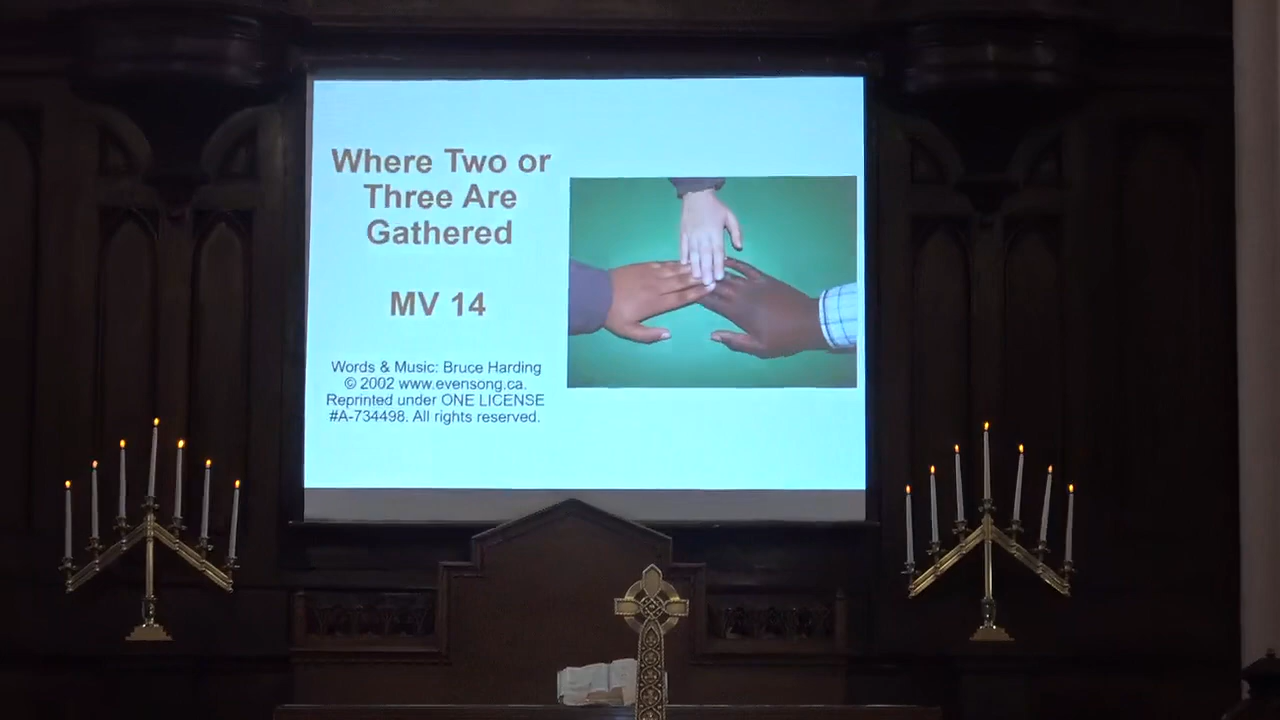 Where Two or
Three Are
Gathered
MV 14
Words & Music: Bruce Harding
© 2002 www.evensong.ca.
Reprinted under ONE LICENSE
#A-734498. All rights reserved.